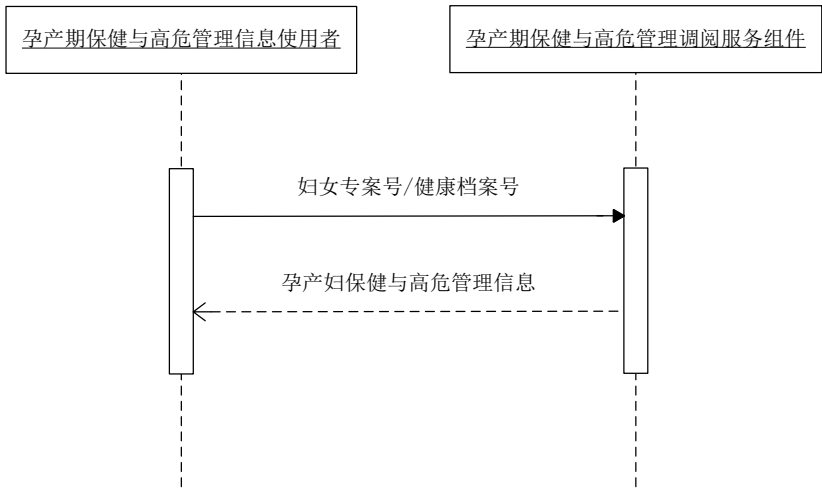 孕产期保健与高危管理信息使用者
孕产期保健与高危管理调阅服务组件
妇女专案号/健康档案号
孕产妇保健与高危管理信息